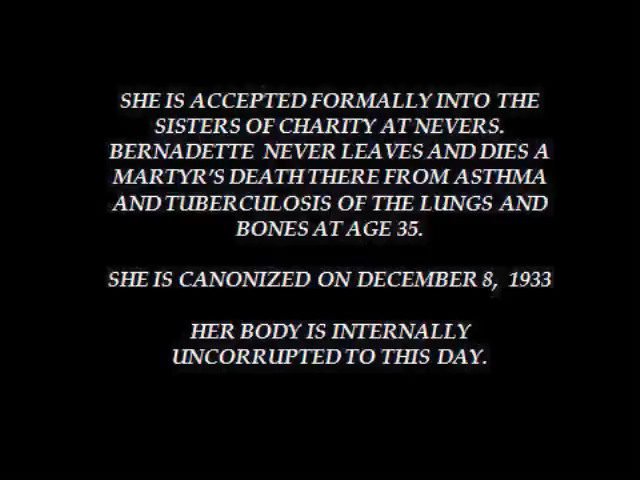 SHE IS ACCEPTED FORMALLY INTO THE
SISTERS OF CHARITY AT NEVERS.
BERNADETTE NEVER LEAVES AND DIES A
MARTYR'S DEATH THERE FROM ASTHMA
AND TUBERCULOSIS OF THE LUNGS AND
BONES AT AGE 35.
SHE IS CANONIZED ON DECEMBER 8, 1933
HER BODY IS INTERNALLY
UNCORRUPTED TO THIS DAY.